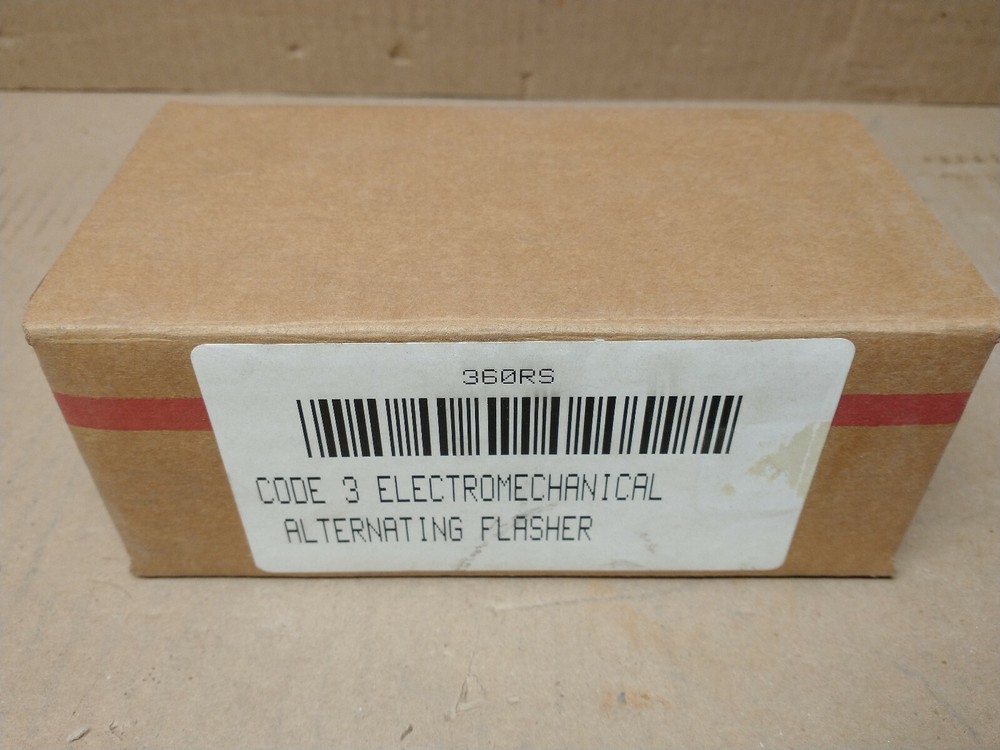 360RS
CODE 3 ELECTROMECHANICAL
ALTERNATING FLASHER